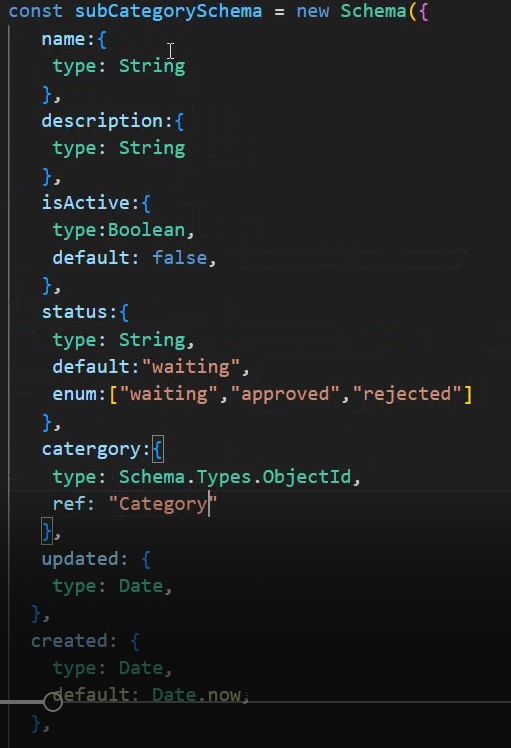 const subCategorySchema = new Schema({
name:{
type: String
},
description:{
type: String
},
isActive:{
type:Boolean,
default: false,
},
status:{
type: String,
default:"waiting",
enum:["waiting","approved","rejected"]
},
catergory:{
type: Schema.Types.ObjectId,
ref: "Category"
},
updated: {
type: Date,
},
created: {
type: Date,
default: Date.now,
},